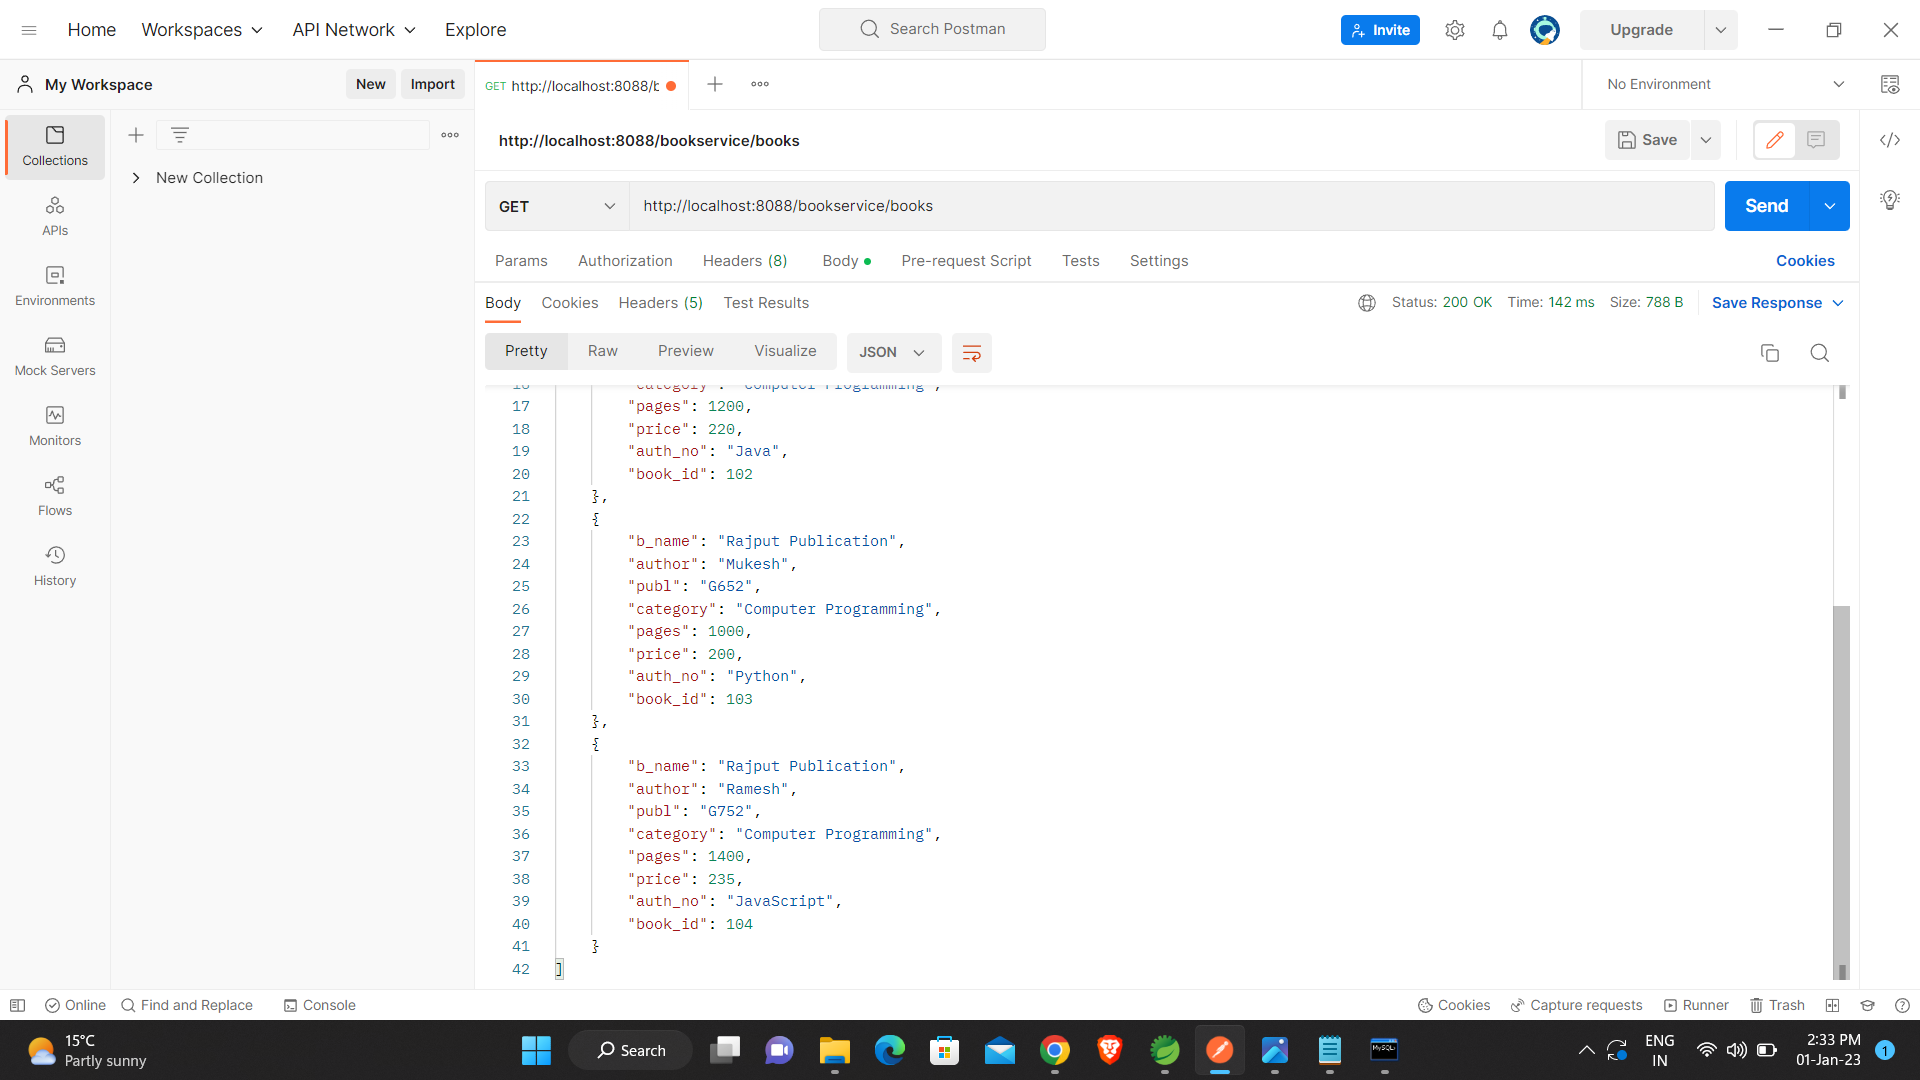 Home Workspaces API Network Explore Search Postman Invite Upgrade
My Workspace New Import GET http://localhost:8088/b No Environment
Collections
APIs
Environments
Mock Servers
Monitors
Flows
History
New Collection
http://localhost:8088/bookservice/books Save
GET http://localhost:8088/bookservice/books Send
Params Authorization Headers (8) Body Pre-request Script Tests Settings Cookies
Body Cookies Headers (5) Test Results Status: 200 OK Time: 142 ms Size: 788 B Save Response
Pretty Raw Preview Visualize JSON
16 "category": "Computer Programming",
17 "pages": 1200,
18 "price": 220,
19 "auth_no": "Java",
20 "book_id": 102
21 },
22 {
23 "b_name": "Rajput Publication",
24 "author": "Mukesh",
25 "publ": "G652",
26 "category": "Computer Programming",
27 "pages": 1000,
28 "price": 200,
29 "auth_no": "Python",
30 "book_id": 103
31 },
32 {
33 "b_name": "Rajput Publication",
34 "author": "Ramesh",
35 "publ": "G752",
36 "category": "Computer Programming",
37 "pages": 1400,
38 "price": 235,
39 "auth_no": "JavaScript",
40 "book_id": 104
41 }
42 ]
Online Find and Replace Console Cookies Capture requests Runner Trash
15°C
Partly sunny
Search
MySQL
ENG
IN
2:33 PM
01-Jan-23
1